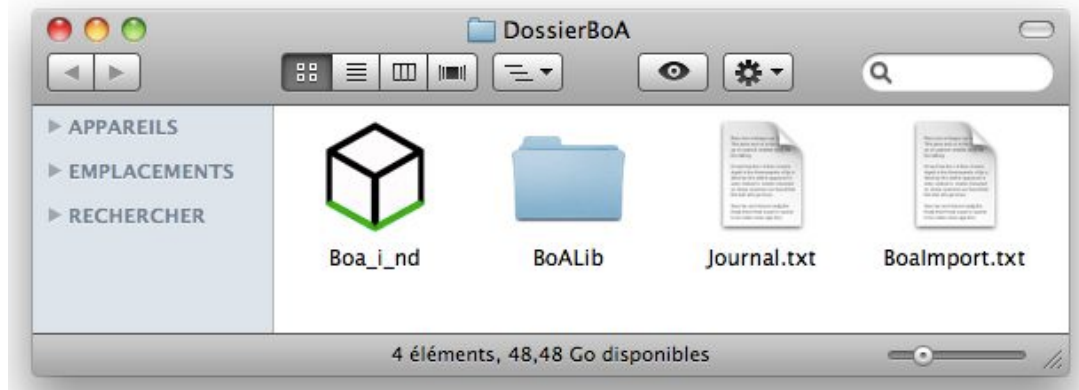 DossierBoA
APPAREILS
EMPLACEMENTS
RECHERCHER
Boa_i_nd
BoALib
Journal.txt
BoaImport.txt
4 éléments, 48,48 Go disponibles